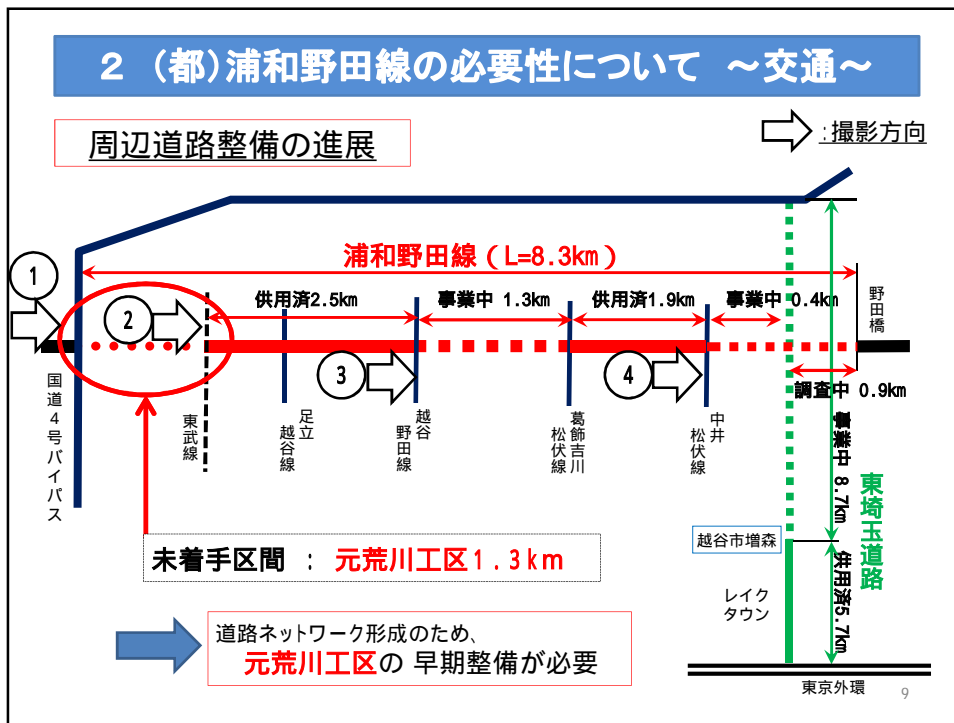 ２ （都）浦和野田線の必要性について ～交通～
周辺道路整備の進展
：撮影方向
浦和野田線（L=8.3km）
1
供用済2.5km
事業中 1.3km
供用済1.9km
事業中 0.4km
野田橋
2
3
4
調査中 0.9km
国道４号バイパス
東武線
足立
越谷線
越谷
野田線
葛飾吉川
松伏線
中井
松伏線
事業中 8.7km
東埼玉道路
未着手区間 ： 元荒川工区1.3km
越谷市増森
レイク
タウン
供用済5.7km
道路ネットワーク形成のため、
元荒川工区の 早期整備が必要
東京外環
9